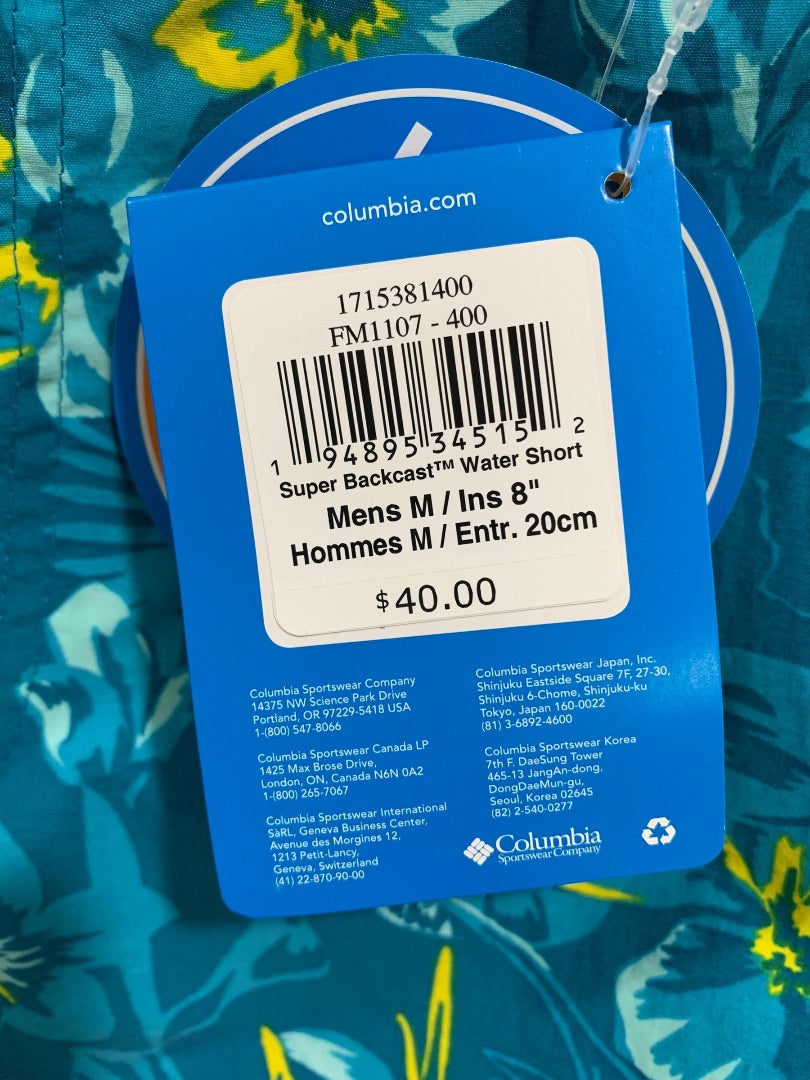 columbia.com
1715381400
FM1107 - 400
1 94895 34515 2
Super Backcast™ Water Short
Mens M / Ins 8"
Hommes M / Entr. 20cm
$40.00
Columbia Sportswear Company
14375 NW Science Park Drive
Portland, OR 97229-5418 USA
1-(800) 547-8066
Columbia Sportswear Canada LP
1425 Max Brose Drive,
London, ON, Canada N6N 0A2
1-(800) 265-7067
Columbia Sportswear International
SàRL, Geneva Business Center,
Avenue des Morgines 12,
1213 Petit-Lancy,
Geneva, Switzerland
(41) 22-870-90-00
Columbia Sportswear Japan, Inc.
Shinjuku Eastside Square 7F, 27-30,
Shinjuku 6-Chome, Shinjuku-ku
Tokyo, Japan 160-0022
(81) 3-6892-4600
Columbia Sportswear Korea
7th F. DaeSung Tower
465-13 JangAn-dong,
DongDaeMun-gu,
Seoul, Korea 02645
(82) 2-540-0277
Columbia
Sportswear Company